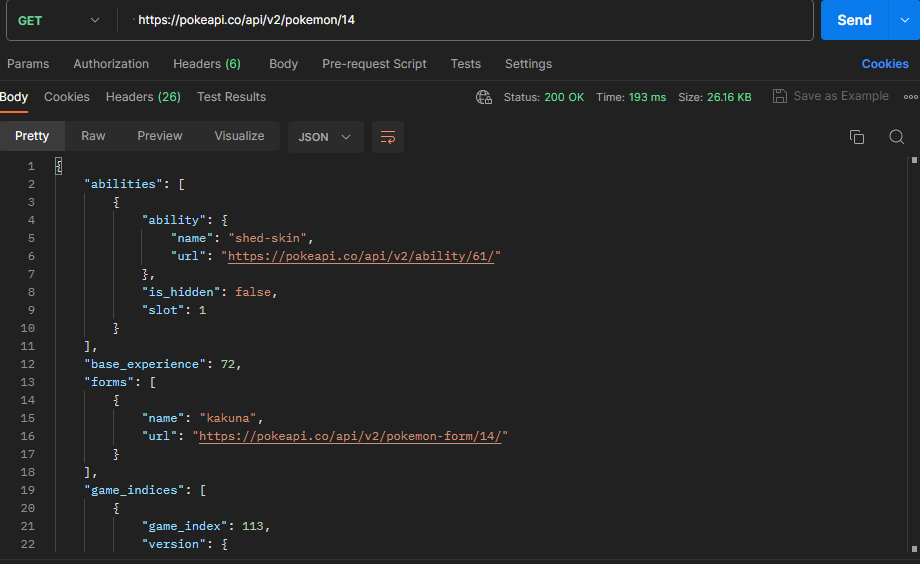 GET https://pokeapi.co/api/v2/pokemon/14 Send
Params Authorization Headers (6) Body Pre-request Script Tests Settings Cookies
Body Cookies Headers (26) Test Results Status: 200 OK Time: 193 ms Size: 26.16 KB Save as Example
Pretty Raw Preview Visualize JSON
1 {
2 "abilities": [
3 {
4 "ability": {
5 "name": "shed-skin",
6 "url": "https://pokeapi.co/api/v2/ability/61/"
7 },
8 "is_hidden": false,
9 "slot": 1
10 }
11 ],
12 "base_experience": 72,
13 "forms": [
14 {
15 "name": "kakuna",
16 "url": "https://pokeapi.co/api/v2/pokemon-form/14/"
17 }
18 ],
19 "game_indices": [
20 {
21 "game_index": 113,
22 "version": {